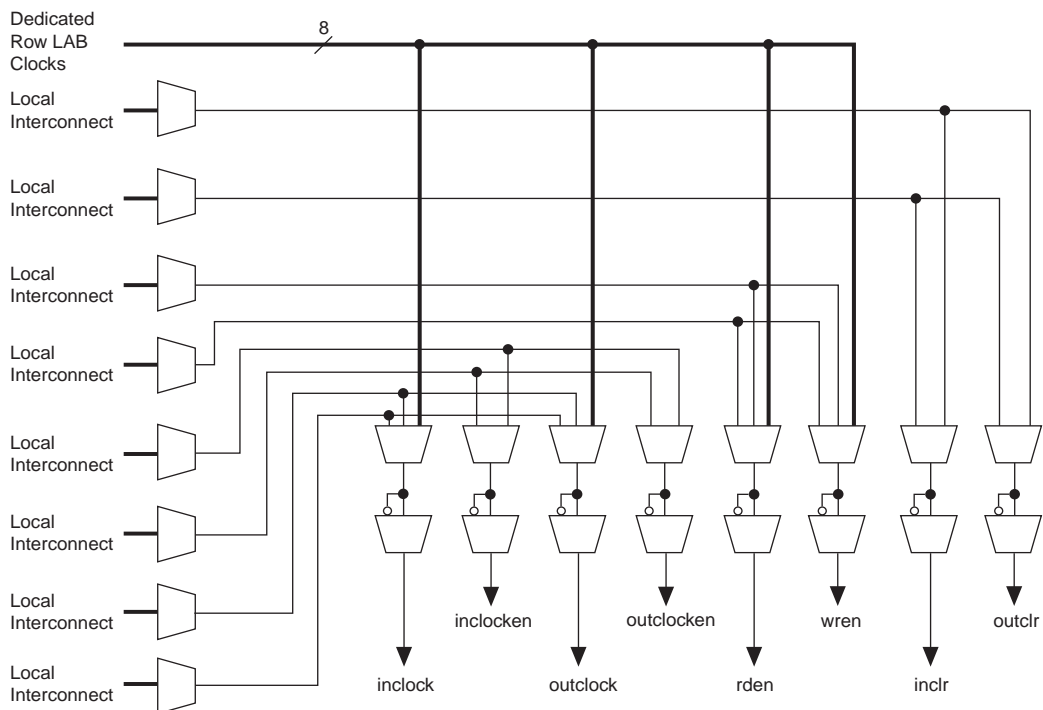 Dedicated
Row LAB
Clocks
8
Local
Interconnect
Local
Interconnect
Local
Interconnect
Local
Interconnect
Local
Interconnect
Local
Interconnect
Local
Interconnect
Local
Interconnect
inclocken
outclocken
wren
outclr
inclock
outclock
rden
inclr